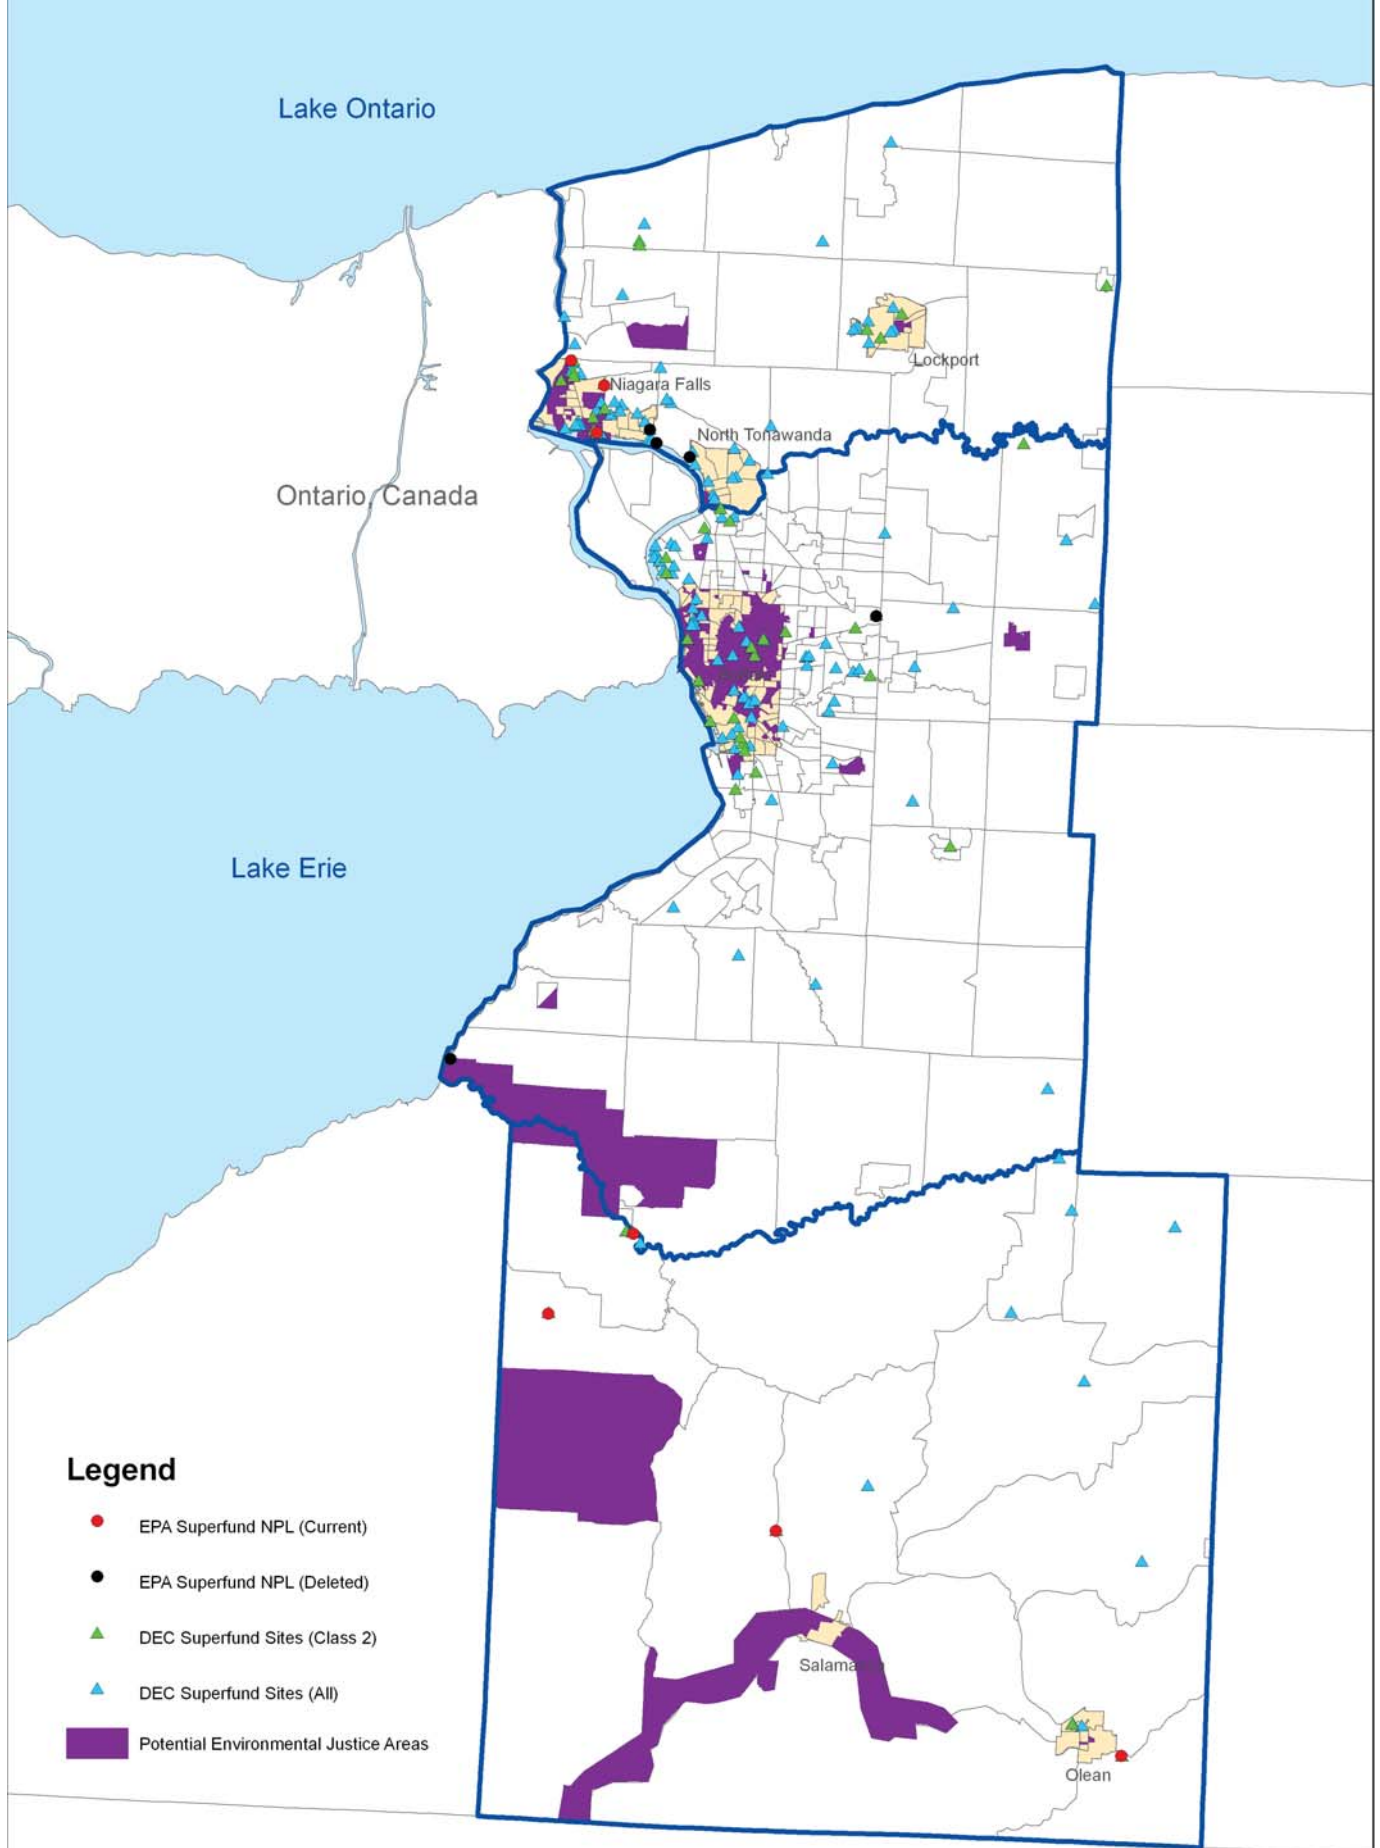 Lake Ontario
Lockport
Niagara Falls
North Tonawanda
Ontario, Canada
Lake Erie
Legend
EPA Superfund NPL (Current)
EPA Superfund NPL (Deleted)
DEC Superfund Sites (Class 2)
DEC Superfund Sites (All)
Potential Environmental Justice Areas
Olean